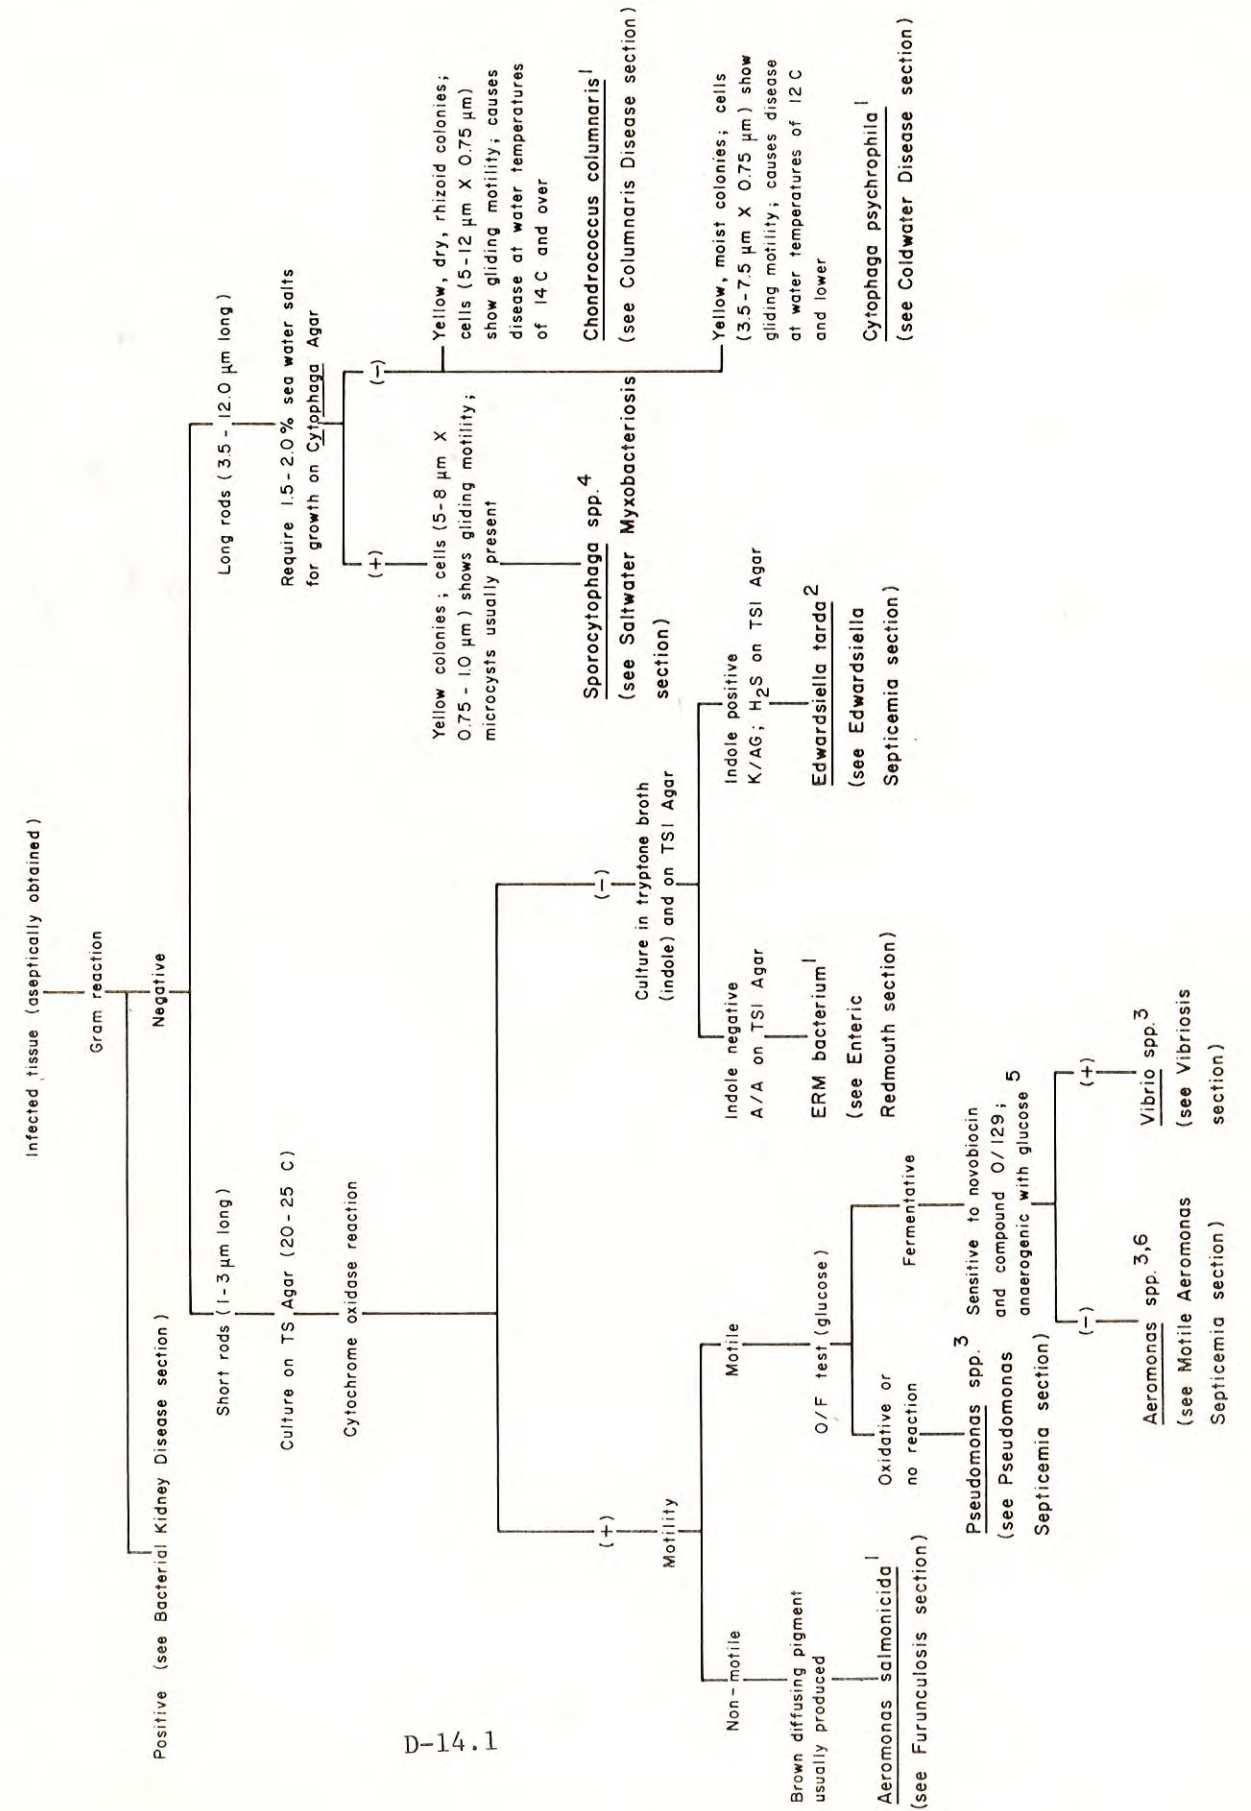 Infected tissue (aseptically obtained)
Gram reaction
Positive (see Bacterial Kidney Disease section)
Negative
Short rods (1-3 µm long)
Culture on TS Agar (20-25 C)
Cytochrome oxidase reaction
Long rods (3.5-12.0 µm long)
Require 1.5-2.0% sea water salts
for growth on Cytophaga Agar
(+)
(-)
Yellow colonies; cells (5-8 µm X
0.75-1.0 µm) shows gliding motility;
microcysts usually present
Sporocytophaga spp.4
(see Saltwater Myxobacteriosis
section)
Yellow, dry, rhizoid colonies;
cells (5-12 µm X 0.75 µm)
show gliding motility; causes
disease at water temperatures
of 14 C and over
Chondrococcus columnaris1
(see Columnaris Disease section)
Yellow, moist colonies; cells
(3.5-7.5 µm X 0.75 µm) show
gliding motility; causes disease
at water temperatures of 12 C
and lower
Cytophaga psychrophila1
(see Coldwater Disease section)
(+)
Motility
(-)
Culture in tryptone broth
(indole) and on TSI Agar
Non-motile
Brown diffusing pigment
usually produced
Aeromonas salmonicida1
(see Furunculosis section)
Motile
O/F test (glucose)
Oxidative or
no reaction
Pseudomonas spp.3
(see Pseudomonas
Septicemia section)
Fermentative
Sensitive to novobiocin
and compound O/129;
anaerogenic with glucose 5
(-)
Aeromonas spp.3,6
(see Motile Aeromonas
Septicemia section)
(+)
Vibrio spp.3
(see Vibriosis
section)
Indole negative
A/A on TSI Agar
ERM bacterium1
(see Enteric
Redmouth section)
Indole positive
K/AG; H2S on TSI Agar
Edwardsiella tarda2
(see Edwardsiella
Septicemia section)
D-14.1